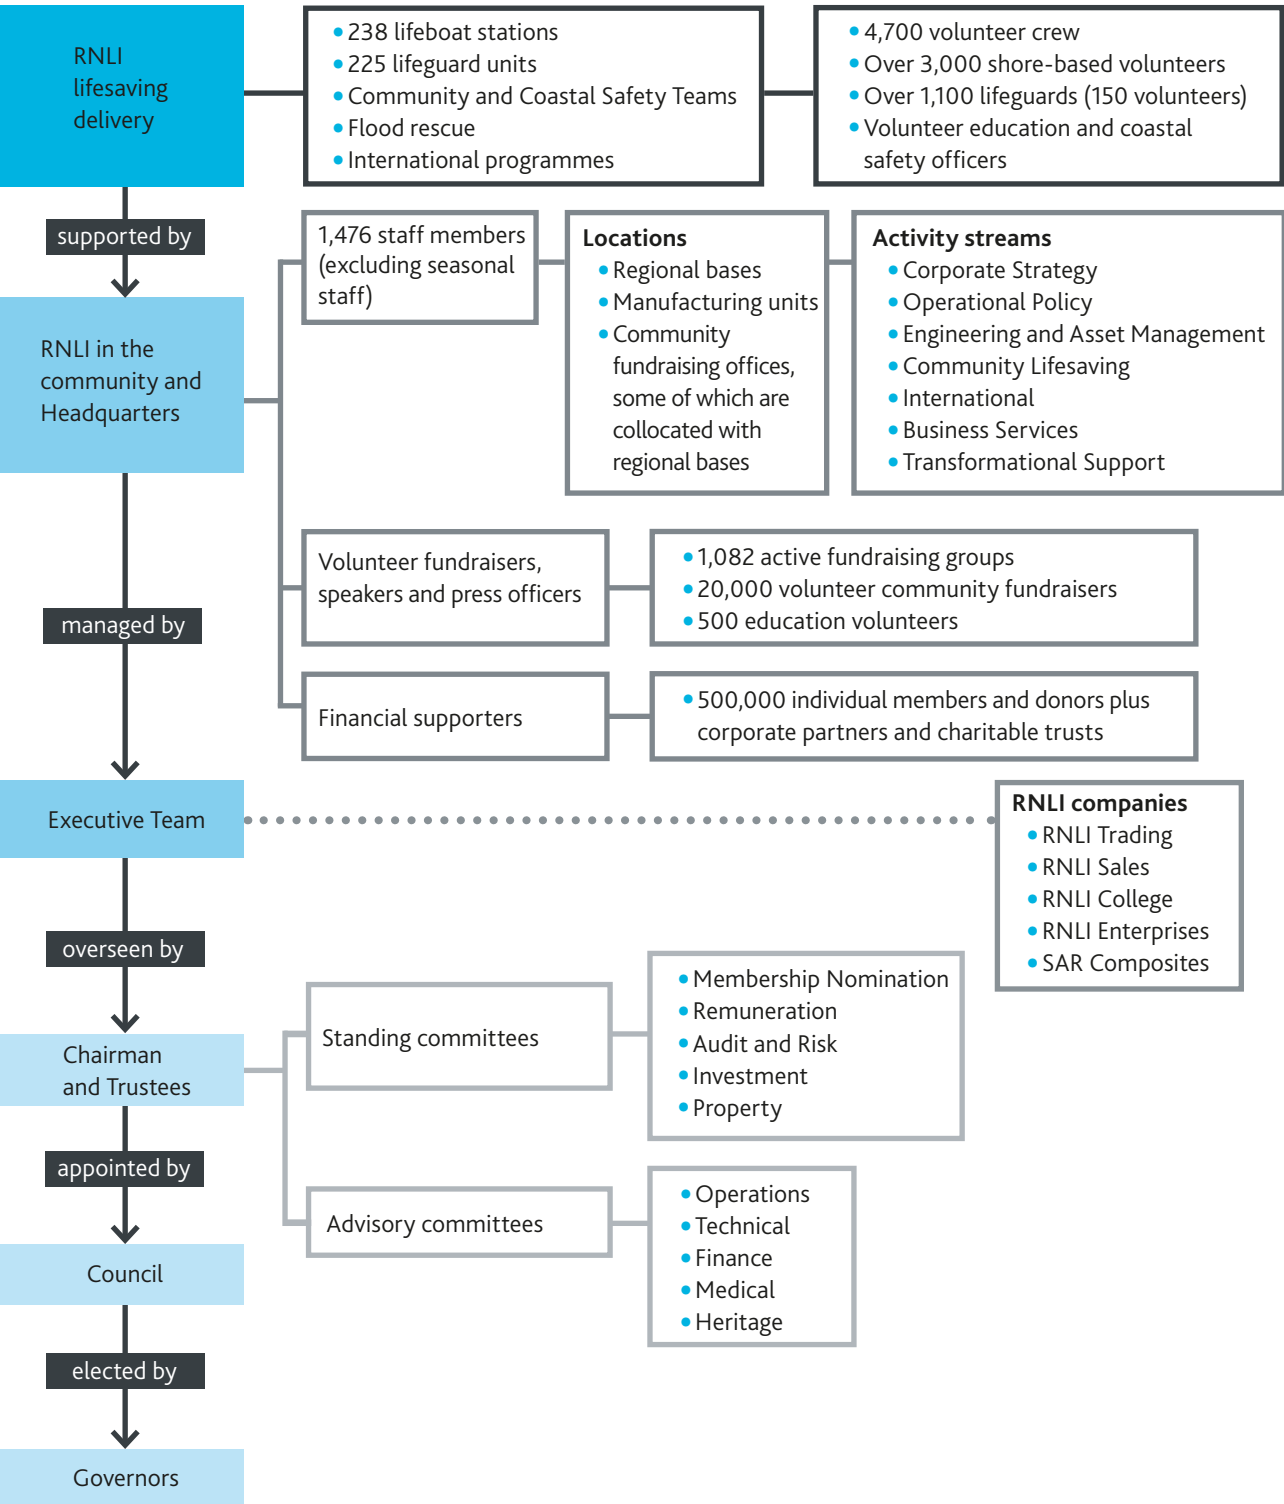 RNLI
lifesaving
delivery
• 238 lifeboat stations
• 225 lifeguard units
• Community and Coastal Safety Teams
• Flood rescue
• International programmes
• 4,700 volunteer crew
• Over 3,000 shore-based volunteers
• Over 1,100 lifeguards (150 volunteers)
• Volunteer education and coastal
safety officers
supported by
RNLI in the
community and
Headquarters
1,476 staff members
(excluding seasonal
staff)
Locations
• Regional bases
• Manufacturing units
• Community
fundraising offices,
some of which are
collocated with
regional bases
Activity streams
• Corporate Strategy
• Operational Policy
• Engineering and Asset Management
• Community Lifesaving
• International
• Business Services
• Transformational Support
Volunteer fundraisers,
speakers and press officers
• 1,082 active fundraising groups
• 20,000 volunteer community fundraisers
• 500 education volunteers
Financial supporters
• 500,000 individual members and donors plus
corporate partners and charitable trusts
managed by
Executive Team
RNLI companies
• RNLI Trading
• RNLI Sales
• RNLI College
• RNLI Enterprises
• SAR Composites
overseen by
Chairman
and Trustees
Standing committees
• Membership Nomination
• Remuneration
• Audit and Risk
• Investment
• Property
Advisory committees
• Operations
• Technical
• Finance
• Medical
• Heritage
appointed by
Council
elected by
Governors